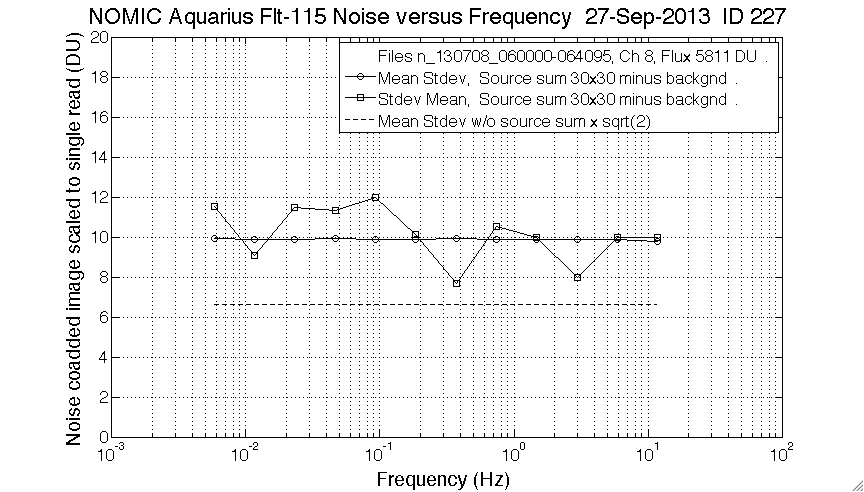 NOMIC Aquarius Flt-115 Noise versus Frequency  27-Sep-2013  ID 227
Files n_130708_060000-064095, Ch 8, Flux 5811 DU .
Mean Stdev,  Source sum 30x30 minus backgnd .
Stdev Mean,  Source sum 30x30 minus backgnd .
Mean Stdev w/o source sum x sqrt(2)
Noise coadded image scaled to single read (DU)
20
18
16
14
12
10
8
6
4
2
0
10^-3 10^-2 10^-1 10^0 10^1 10^2
Frequency (Hz)